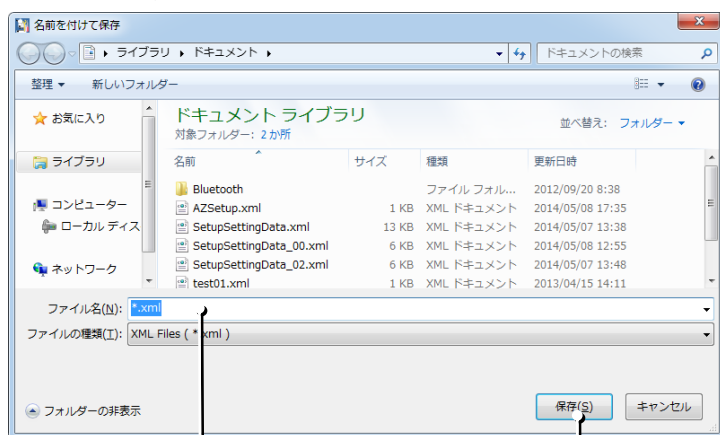 名前を付けて保存
ライブラリ ▸ ドキュメント ▸
ドキュメントの検索
整理 ▼ 新しいフォルダー
お気に入り
ライブラリ
コンピューター
ローカル ディス
ネットワーク
ドキュメント ライブラリ
対象フォルダー: 2 か所
並べ替え: フォルダー ▼
名前 サイズ 種類 更新日時
Bluetooth ファイル フォル... 2012/09/20 8:38
AZSetup.xml 1 KB XML ドキュメント 2014/05/08 17:35
SetupSettingData.xml 13 KB XML ドキュメント 2014/05/07 13:38
SetupSettingData_00.xml 6 KB XML ドキュメント 2014/05/08 12:55
SetupSettingData_02.xml 6 KB XML ドキュメント 2014/05/07 13:48
test01.xml 1 KB XML ドキュメント 2013/04/15 14:11
ファイル名(N): *.xml
ファイルの種類(T): XML Files ( *.xml )
フォルダーの非表示
保存(S) キャンセル